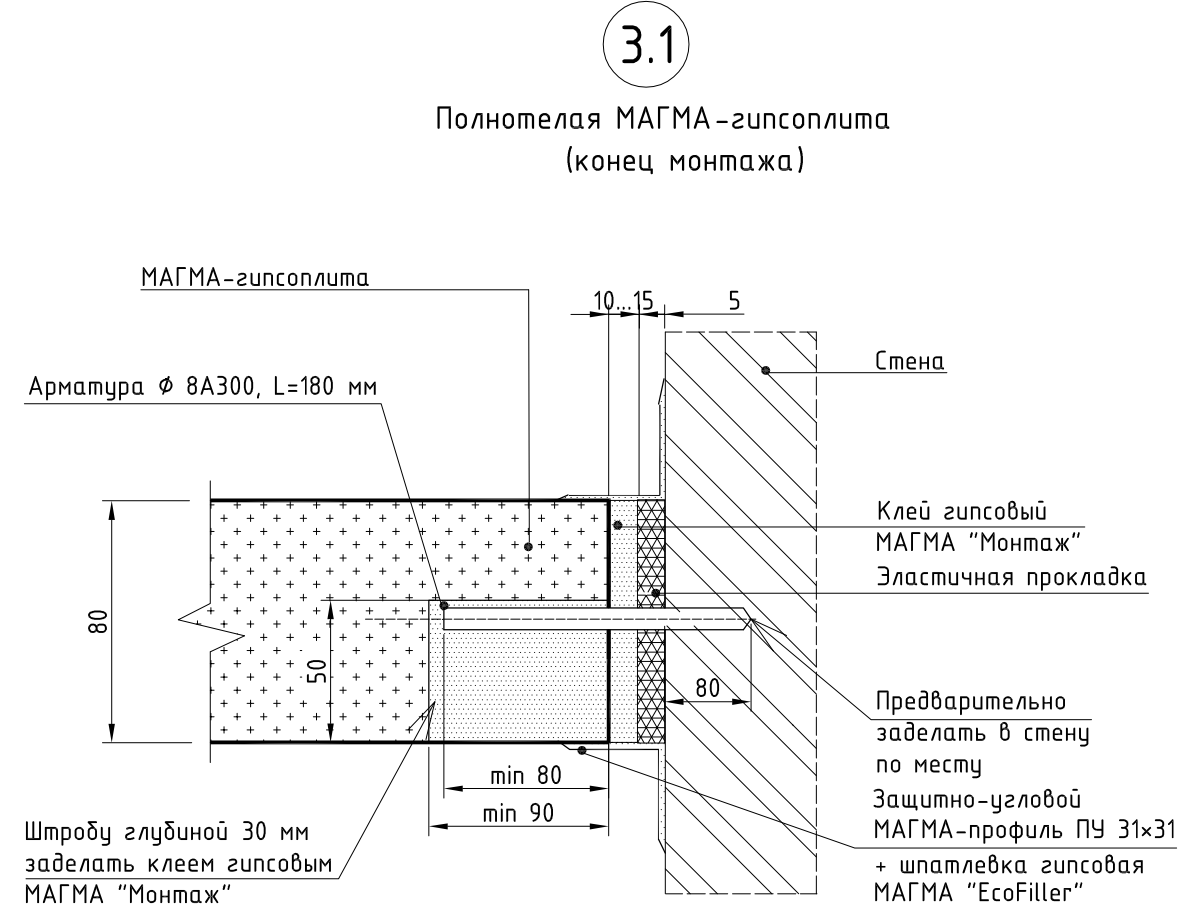 3.1
Полнотелая МАГМА-гипсоплита
(конец монтажа)
МАГМА-гипсоплита
10...15
5
Стена
Арматура Ø 8А300, L=180 мм
Клей гипсовый
МАГМА "Монтаж"
Эластичная прокладка
80
50
80
Предварительно
заделать в стену
по месту
min 80
min 90
Защитно-угловой
МАГМА-профиль ПУ 31×31
+ шпатлевка гипсовая
МАГМА "EcoFiller"
Штробу глубиной 30 мм
заделать клеем гипсовым
МАГМА "Монтаж"